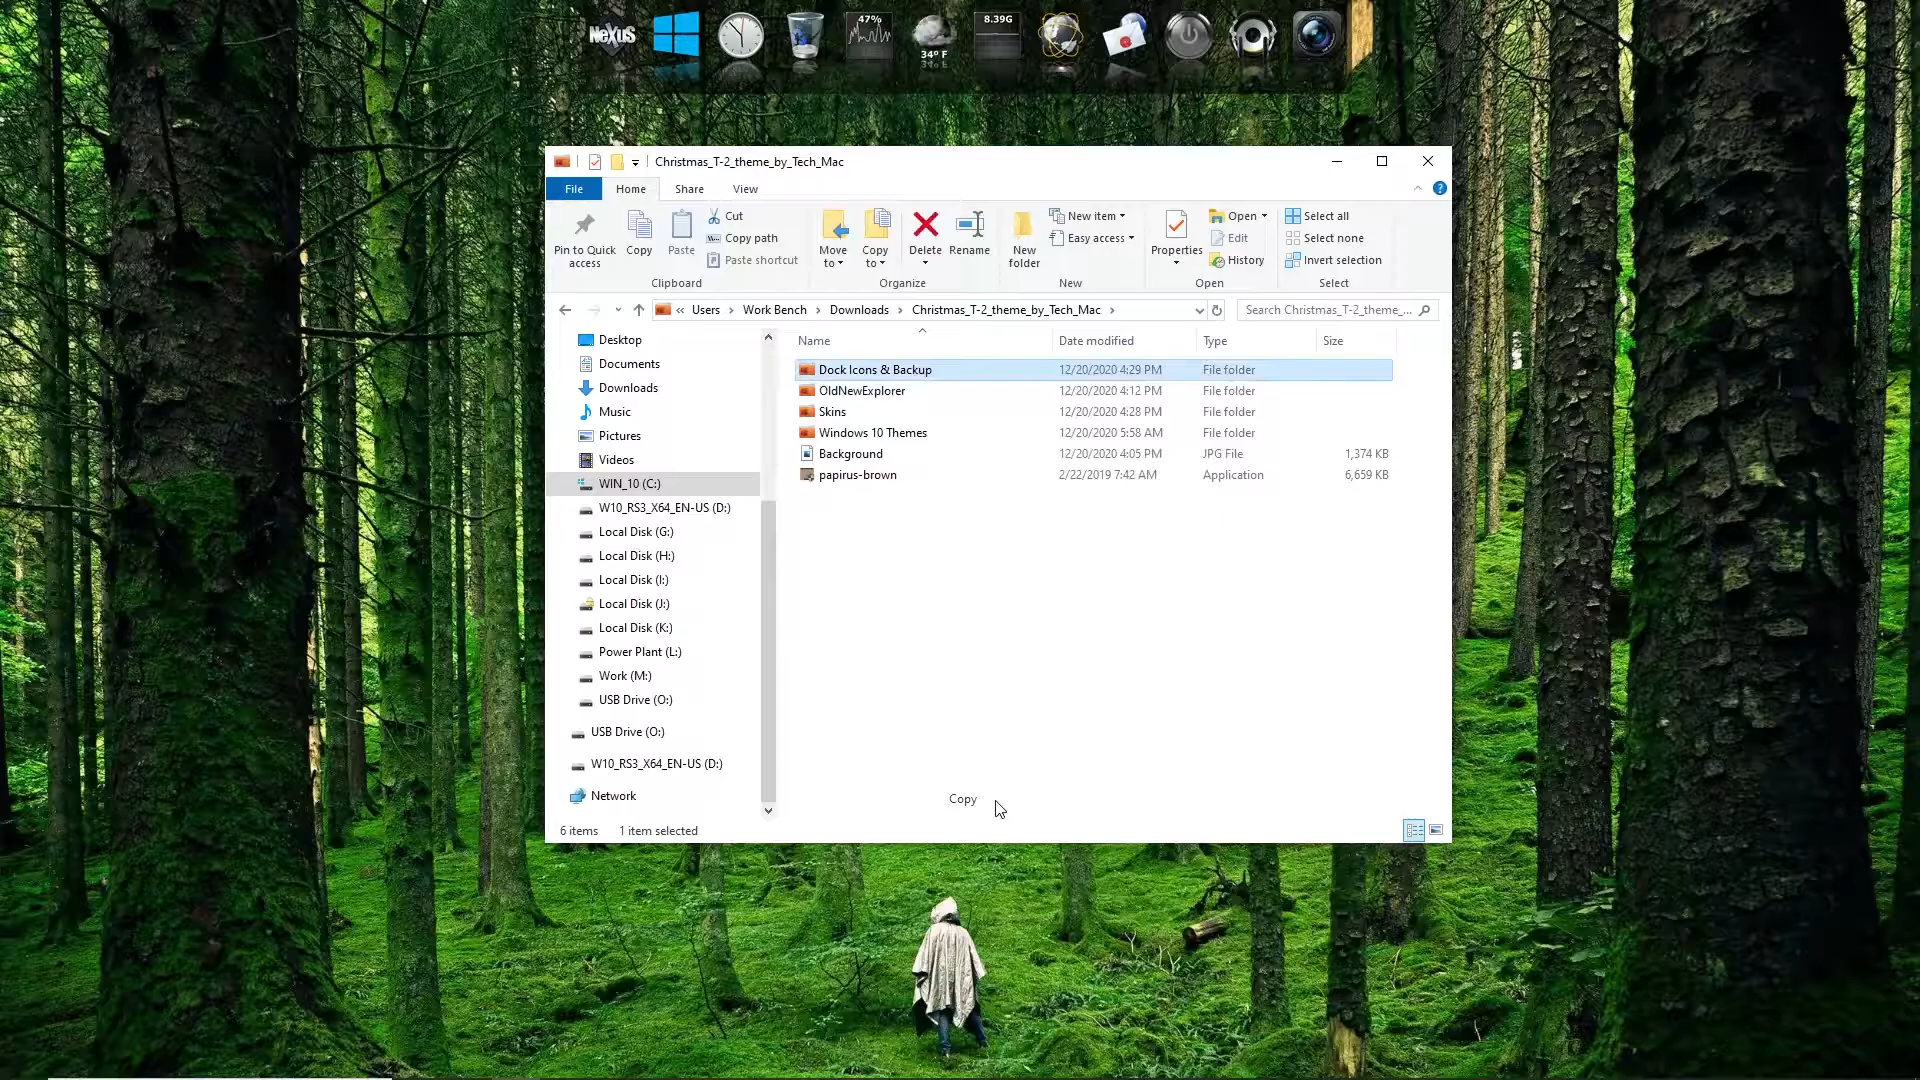 NeXuS
47%
34° F
8.39G
Christmas_T-2_theme_by_Tech_Mac
File Home Share View
Pin to Quick access
Copy
Paste
Cut
Copy path
Paste shortcut
Clipboard
Move to
Copy to
Delete
Rename
Organize
New folder
New item
Easy access
New
Properties
Open
Edit
History
Open
Select all
Select none
Invert selection
Select
« Users › Work Bench › Downloads › Christmas_T-2_theme_by_Tech_Mac ›
Search Christmas_T-2_theme_...
Desktop
Documents
Downloads
Music
Pictures
Videos
WIN_10 (C:)
W10_RS3_X64_EN-US (D:)
Local Disk (G:)
Local Disk (H:)
Local Disk (I:)
Local Disk (J:)
Local Disk (K:)
Power Plant (L:)
Work (M:)
USB Drive (O:)
USB Drive (O:)
W10_RS3_X64_EN-US (D:)
Network
Name Date modified Type Size
Dock Icons & Backup 12/20/2020 4:29 PM File folder
OldNewExplorer 12/20/2020 4:12 PM File folder
Skins 12/20/2020 4:28 PM File folder
Windows 10 Themes 12/20/2020 5:58 AM File folder
Background 12/20/2020 4:05 PM JPG File 1,374 KB
papirus-brown 2/22/2019 7:42 AM Application 6,659 KB
Copy
6 items 1 item selected